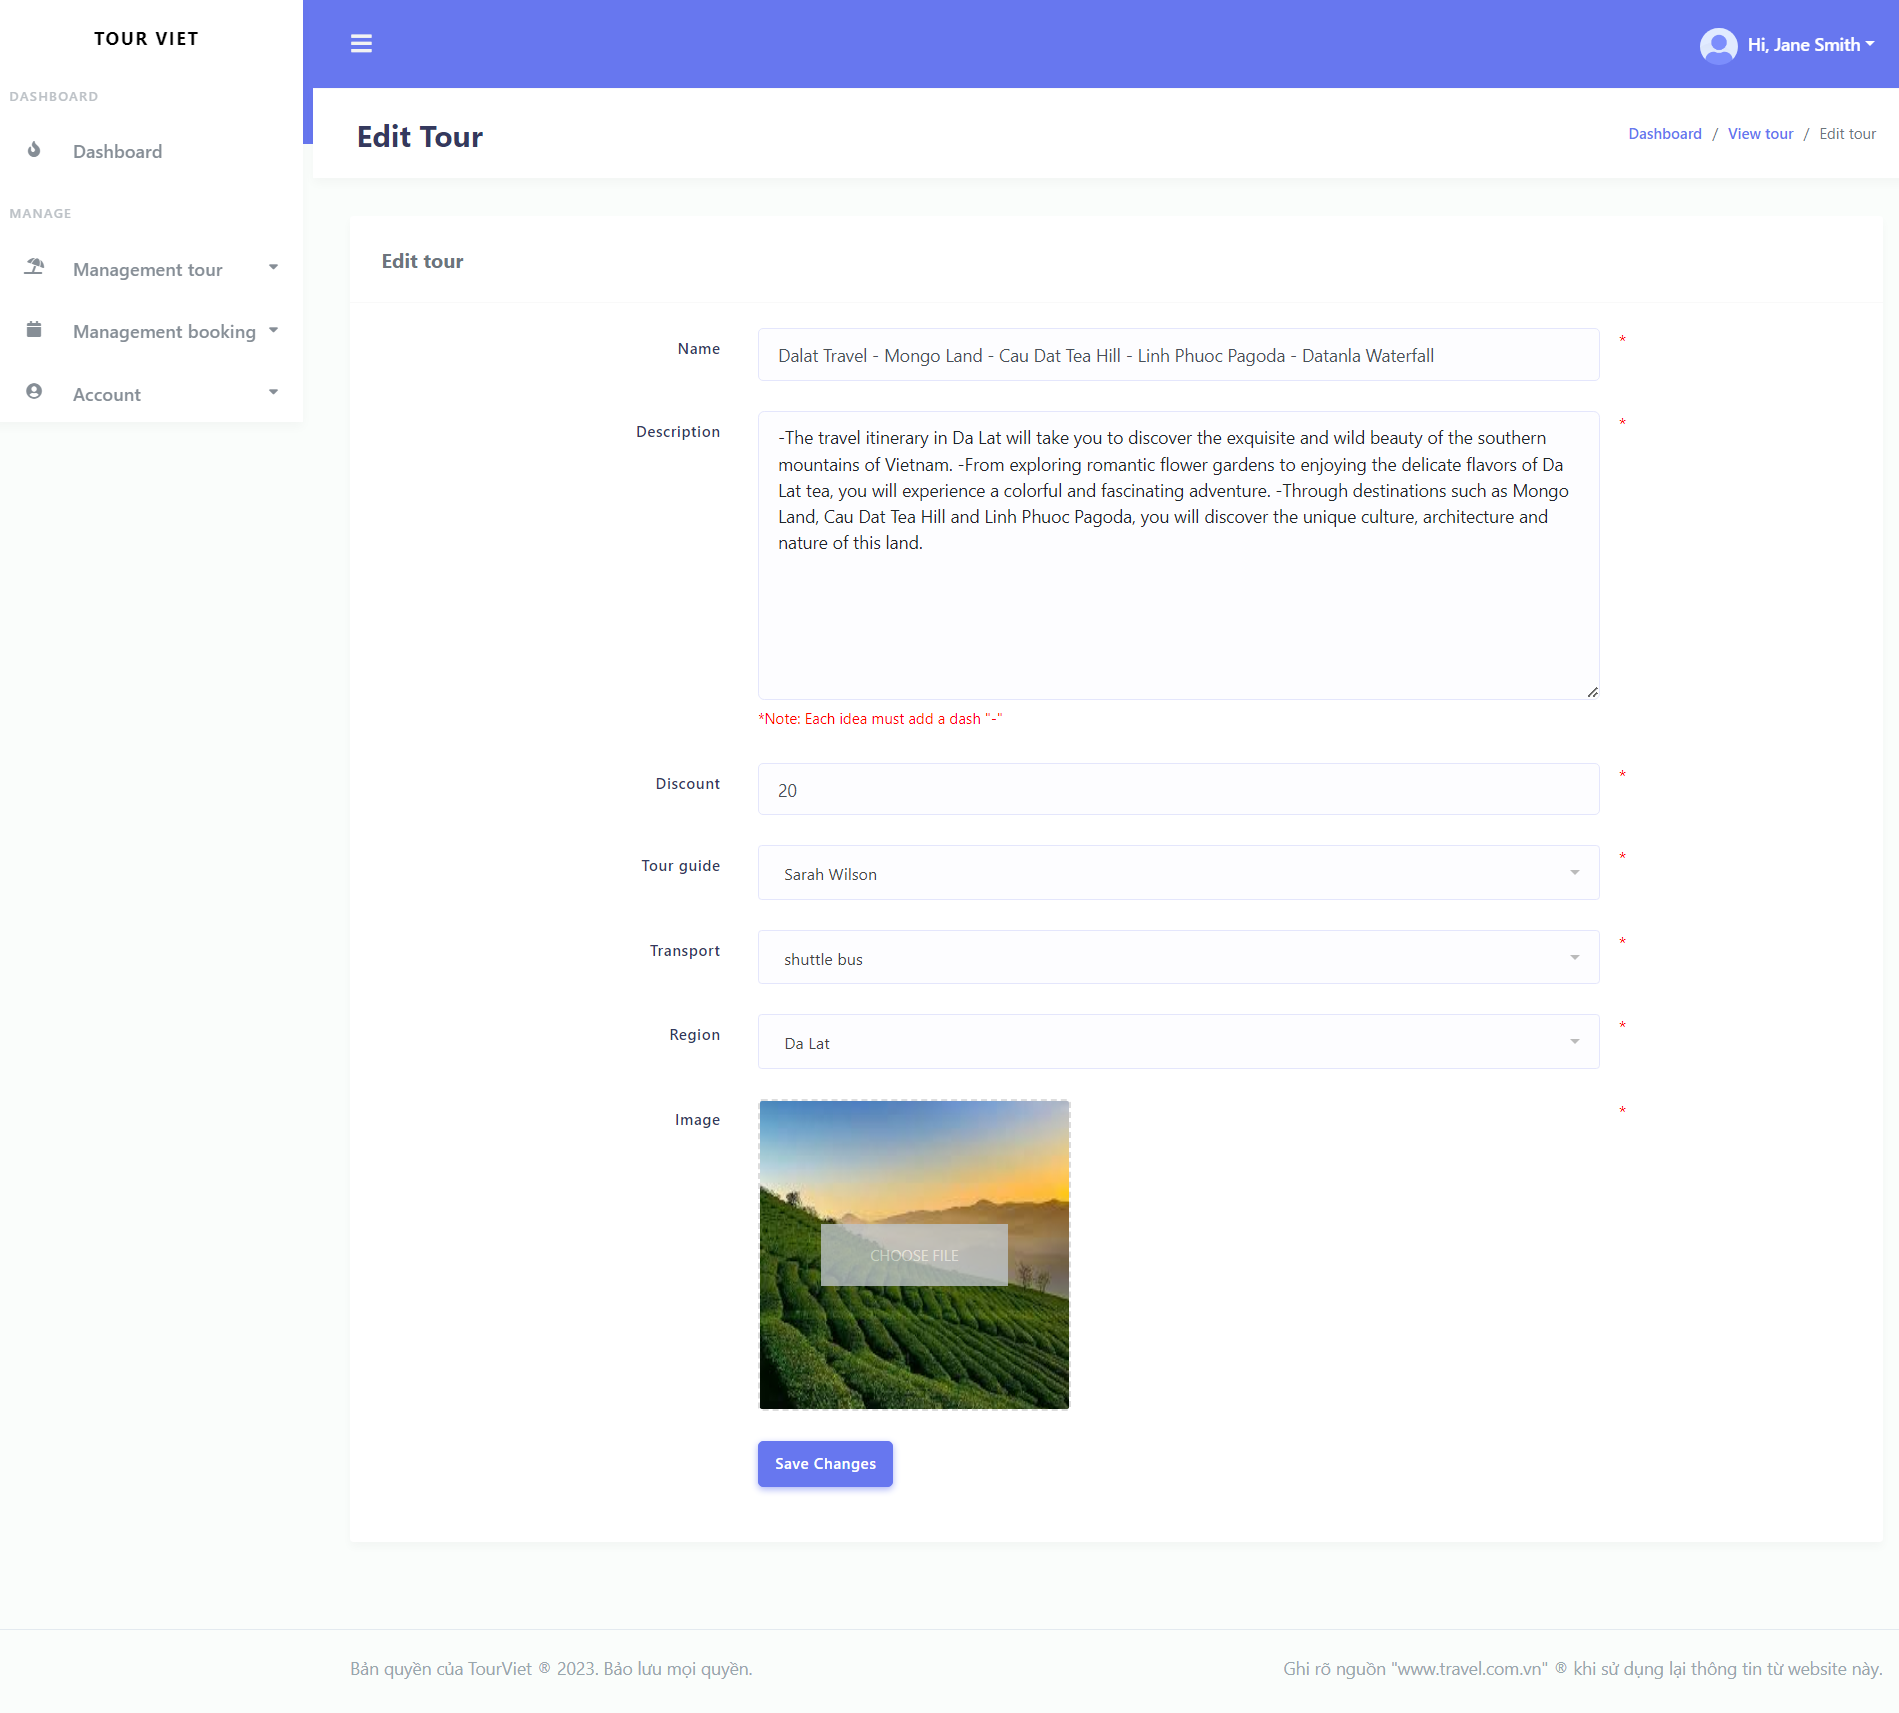 TOUR VIET
DASHBOARD
Dashboard
MANAGE
Management tour
Management booking
Account
Hi, Jane Smith
Edit Tour
Dashboard / View tour / Edit tour
Edit tour
Name
Dalat Travel - Mongo Land - Cau Dat Tea Hill - Linh Phuoc Pagoda - Datanla Waterfall
*
Description
-The travel itinerary in Da Lat will take you to discover the exquisite and wild beauty of the southern
mountains of Vietnam. -From exploring romantic flower gardens to enjoying the delicate flavors of Da
Lat tea, you will experience a colorful and fascinating adventure. -Through destinations such as Mongo
Land, Cau Dat Tea Hill and Linh Phuoc Pagoda, you will discover the unique culture, architecture and
nature of this land.
*
*Note: Each idea must add a dash "-"
Discount
20
*
Tour guide
Sarah Wilson
*
Transport
shuttle bus
*
Region
Da Lat
*
Image
CHOOSE FILE
*
Save Changes
Bản quyền của TourViet ® 2023. Bảo lưu mọi quyền.
Ghi rõ nguồn "www.travel.com.vn" ® khi sử dụng lại thông tin từ website này.